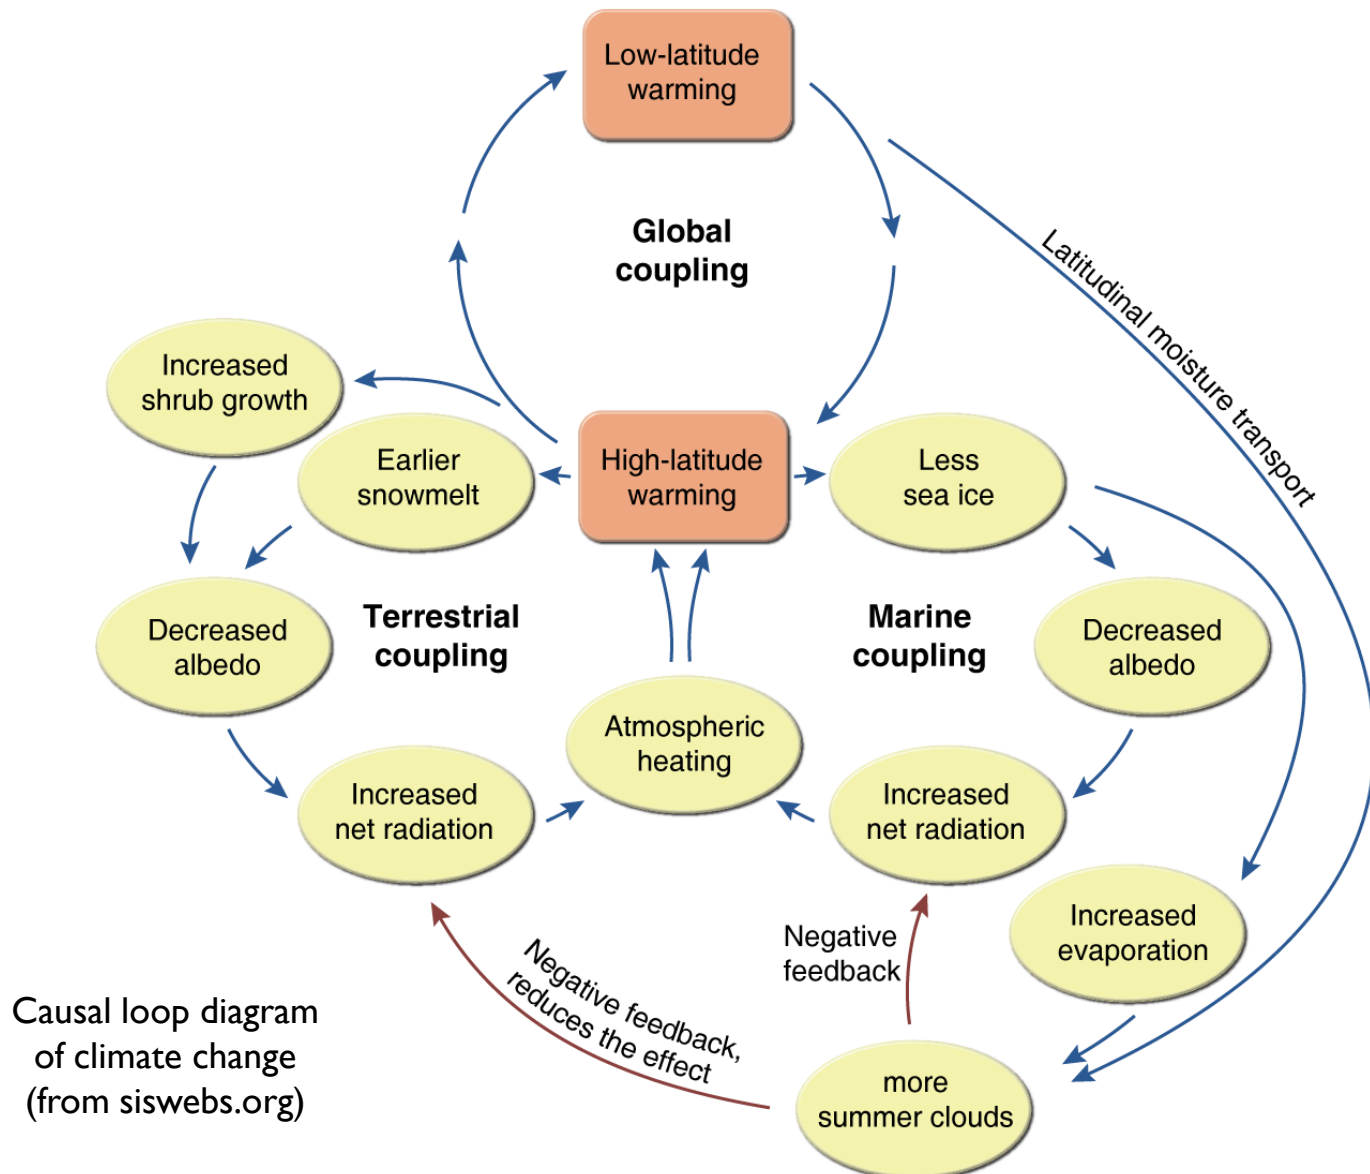 Low-latitude
warming
Global
coupling
Latitudinal moisture transport
Increased
shrub growth
Earlier
snowmelt
High-latitude
warming
Less
sea ice
Decreased
albedo
Terrestrial
coupling
Marine
coupling
Decreased
albedo
Atmospheric
heating
Increased
net radiation
Increased
net radiation
Increased
evaporation
Negative
feedback
Negative feedback,
reduces the effect
more
summer clouds
Causal loop diagram
of climate change
(from siswebs.org)